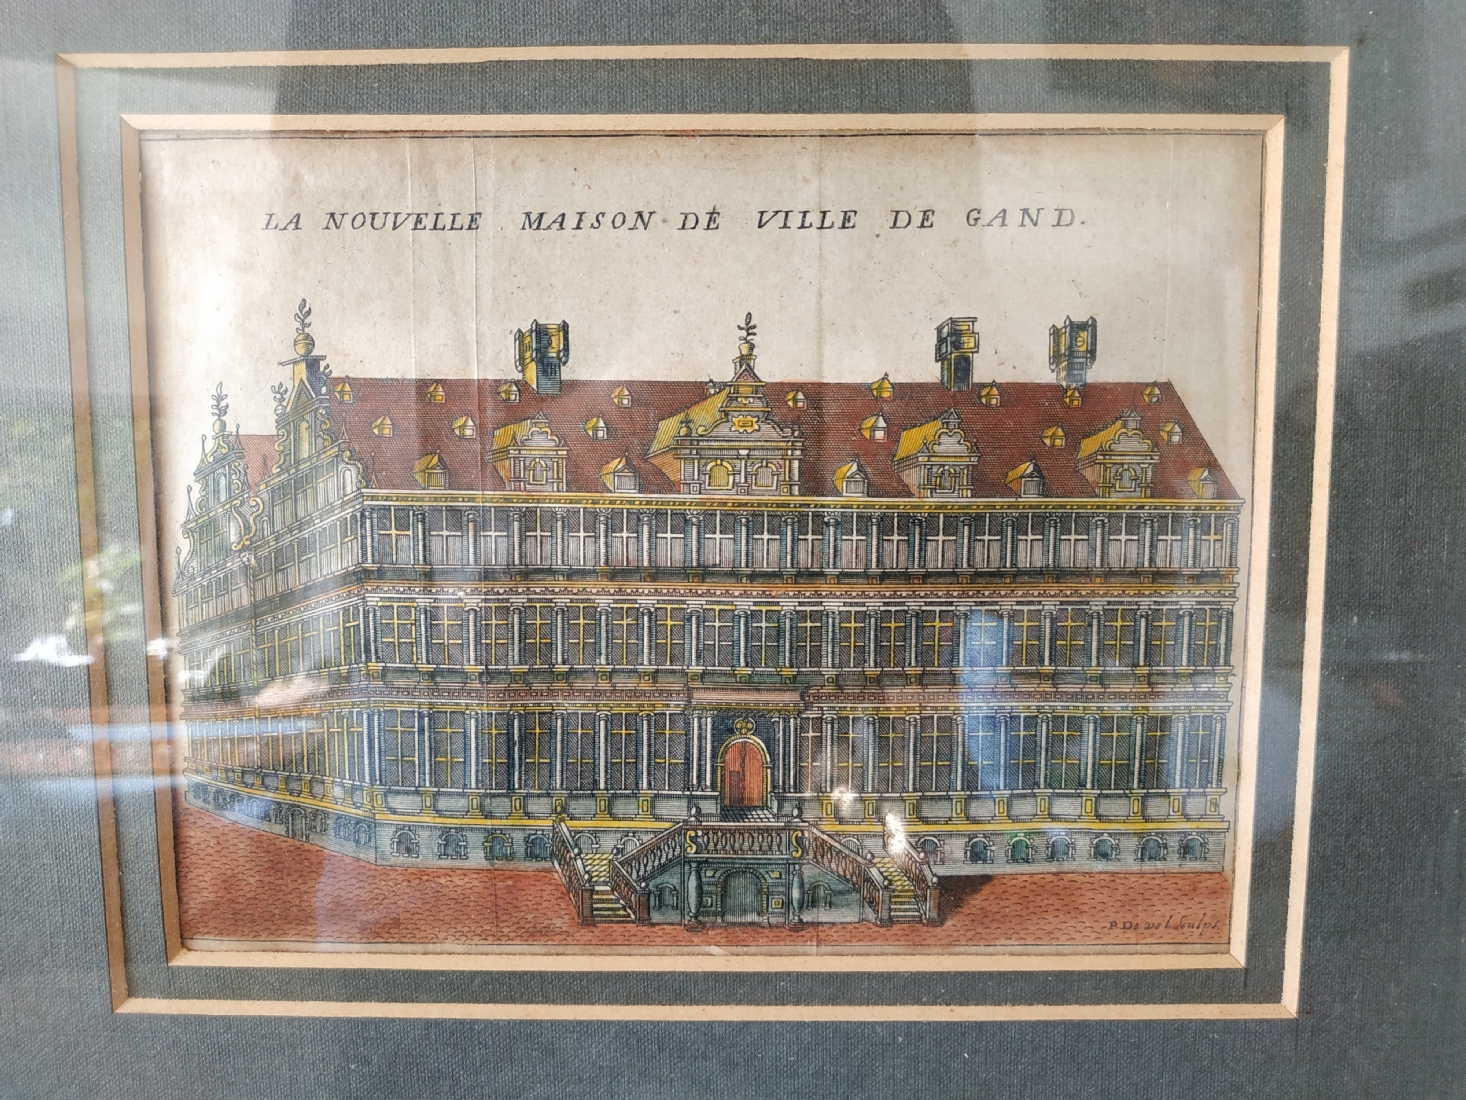 LA NOUVELLE MAISON DE VILLE DE GAND.
P. De vel Sculps.